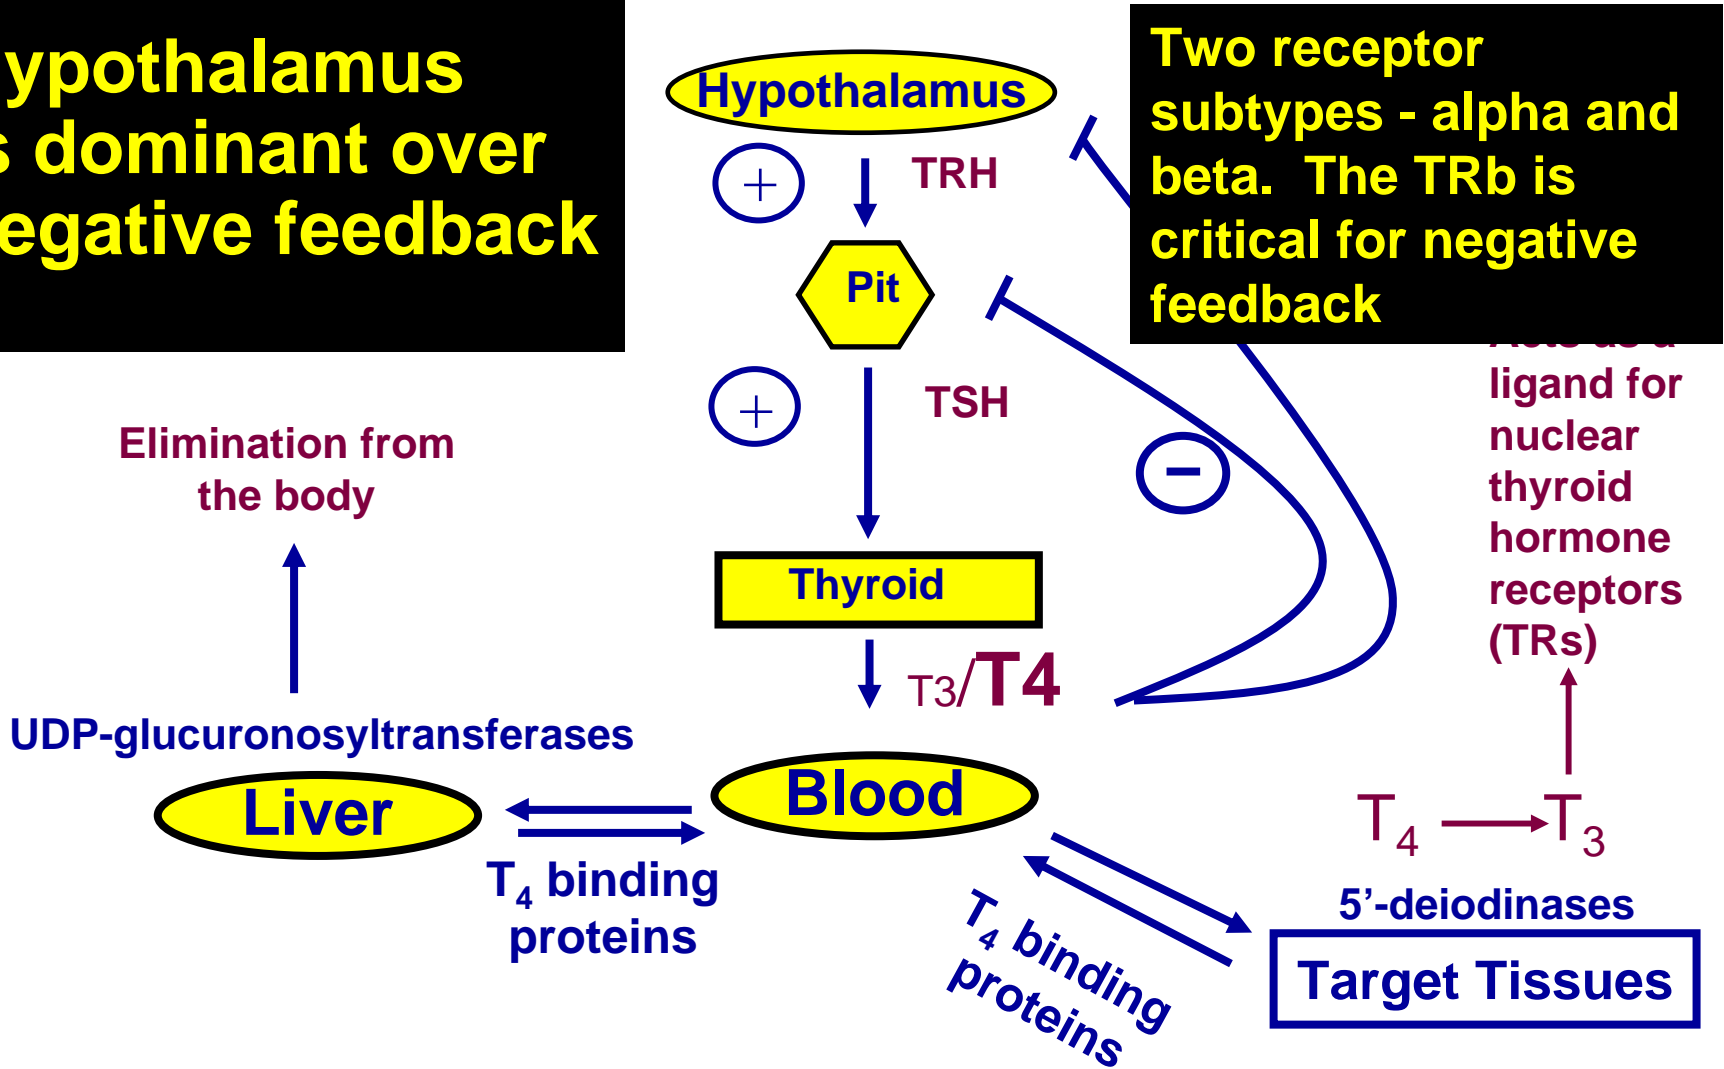 ypothalamus
s dominant over
egative feedback
Hypothalamus
Two receptor
subtypes - alpha and
beta. The TRb is
critical for negative
feedback
+
TRH
Pit
+
TSH
−
Acts as a
ligand for
nuclear
thyroid
hormone
receptors
(TRs)
Elimination from
the body
Thyroid
T3/T4
UDP-glucuronosyltransferases
Liver
Blood
T4 binding
proteins
T4 binding
proteins
T4 T3
5’-deiodinases
Target Tissues